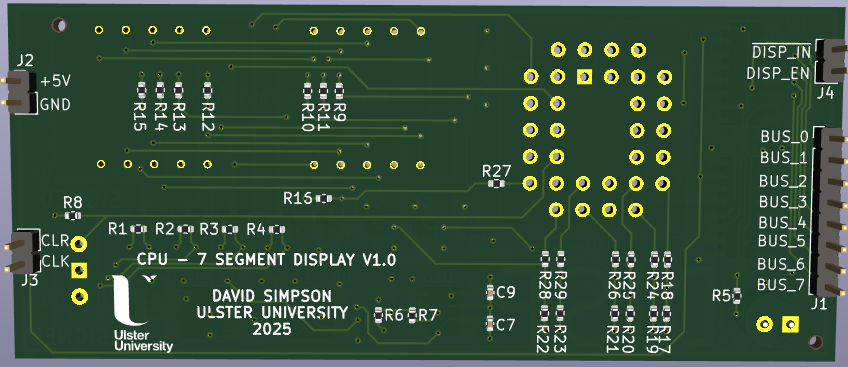 J2
+5V
GND
R15
R14
R13
R12
R10
R11
R9
DISP_IN
DISP_EN
J4
BUS_0
BUS_1
BUS_2
BUS_3
BUS_4
BUS_5
BUS_6
BUS_7
J1
R27
R16
R8
R1
R2
R3
R4
CLR
CLK
J3
CPU - 7 SEGMENT DISPLAY V1.0
DAVID SIMPSON
ULSTER UNIVERSITY
2025
Ulster
University
R6
R7
C9
C7
R28
R29
R26
R25
R24
R18
R22
R23
R21
R20
R19
R17
R5